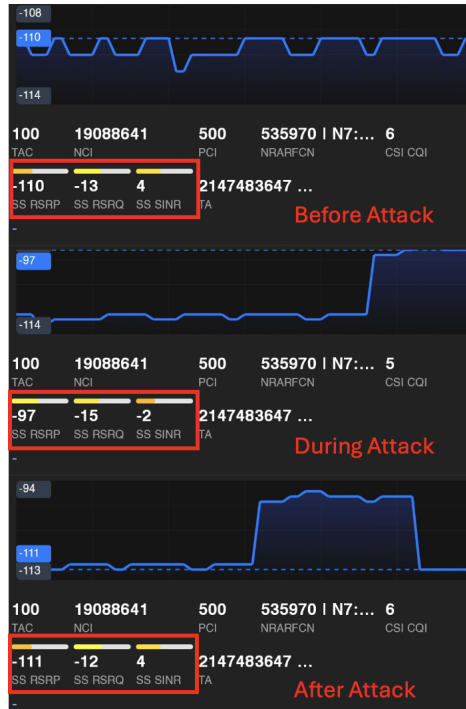 -108
-110
-114
100 19088641 500 535970 | N7:... 6
TAC NCI PCI NRARFCN CSI CQI
-110 -13 4 2147483647 ...
SS RSRP SS RSRQ SS SINR TA
Before Attack
-
-97
-114
100 19088641 500 535970 | N7:... 5
TAC NCI PCI NRARFCN CSI CQI
-97 -15 -2 2147483647 ...
SS RSRP SS RSRQ SS SINR TA
During Attack
-
-94
-111
-113
100 19088641 500 535970 | N7:... 6
TAC NCI PCI NRARFCN CSI CQI
-111 -12 4 2147483647 ...
SS RSRP SS RSRQ SS SINR TA
After Attack
-